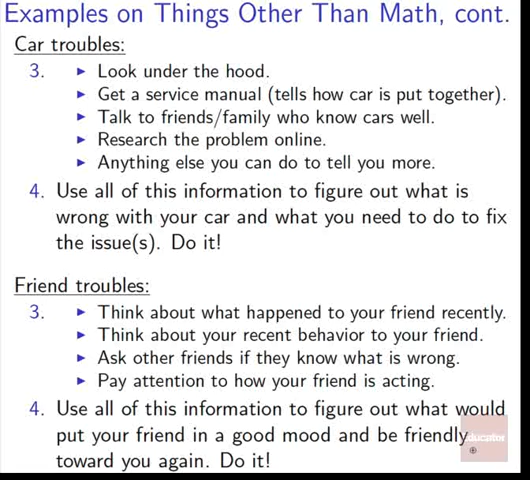 Examples on Things Other Than Math, cont.
Car troubles:
3. ▶ Look under the hood.
▶ Get a service manual (tells how car is put together).
▶ Talk to friends/family who know cars well.
▶ Research the problem online.
▶ Anything else you can do to tell you more.
4. Use all of this information to figure out what is
wrong with your car and what you need to do to fix
the issue(s). Do it!
Friend troubles:
3. ▶ Think about what happened to your friend recently.
▶ Think about your recent behavior to your friend.
▶ Ask other friends if they know what is wrong.
▶ Pay attention to how your friend is acting.
4. Use all of this information to figure out what would
put your friend in a good mood and be friendly
toward you again. Do it!
educator
®